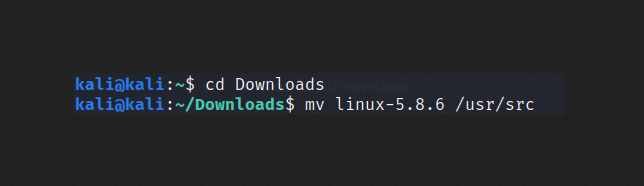 kali@kali:~$ cd Downloads
kali@kali:~/Downloads$ mv linux-5.8.6 /usr/src